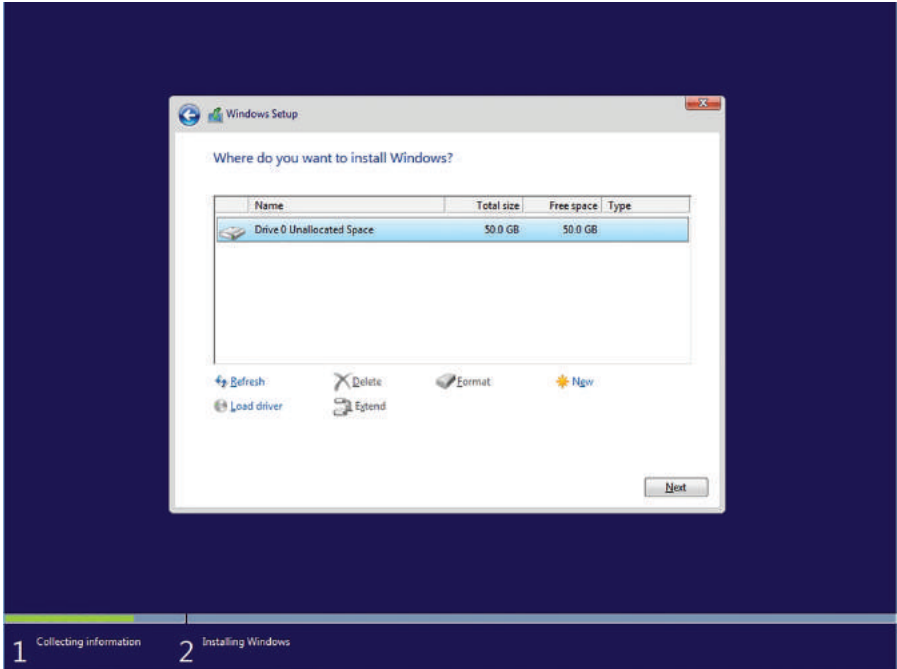 Windows Setup
Where do you want to install Windows?
Name Total size Free space Type
Drive 0 Unallocated Space 50.0 GB 50.0 GB
Refresh Delete Format New
Load driver Extend
Next
1 Collecting information 2 Installing Windows